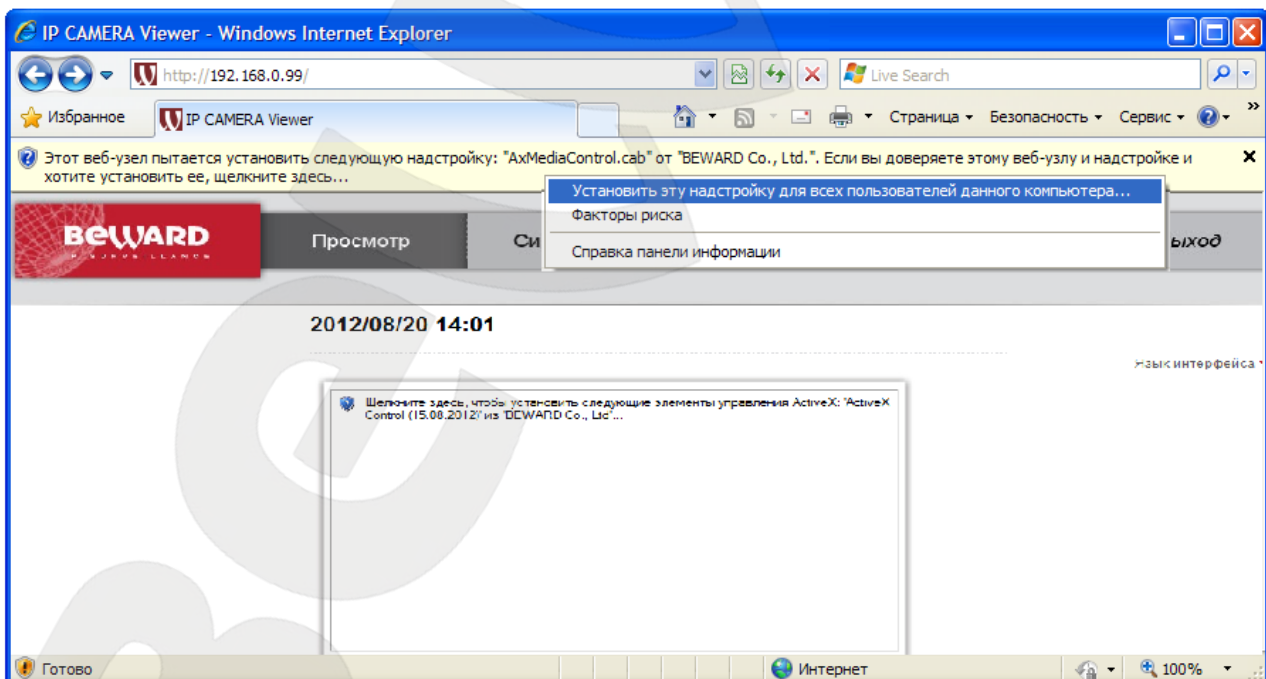 IP CAMERA Viewer - Windows Internet Explorer
http://192.168.0.99/
Live Search
Избранное
IP CAMERA Viewer
Страница
Безопасность
Сервис
Этот веб-узел пытается установить следующую надстройку: "AxMediaControl.cab" от "BEWARD Co., Ltd.". Если вы доверяете этому веб-узлу и надстройке и
хотите установить ее, щелкните здесь...
Установить эту надстройку для всех пользователей данного компьютера...
Факторы риска
Справка панели информации
BEWARD
Просмотр
Си
ыход
2012/08/20 14:01
Язык интерфейса
Щелкните здесь, чтобы установить следующие элементы управления ActiveX: "ActiveX
Control (15.08.2012)" из "BEWARD Co., Ltd"...
Готово
Интернет
100%